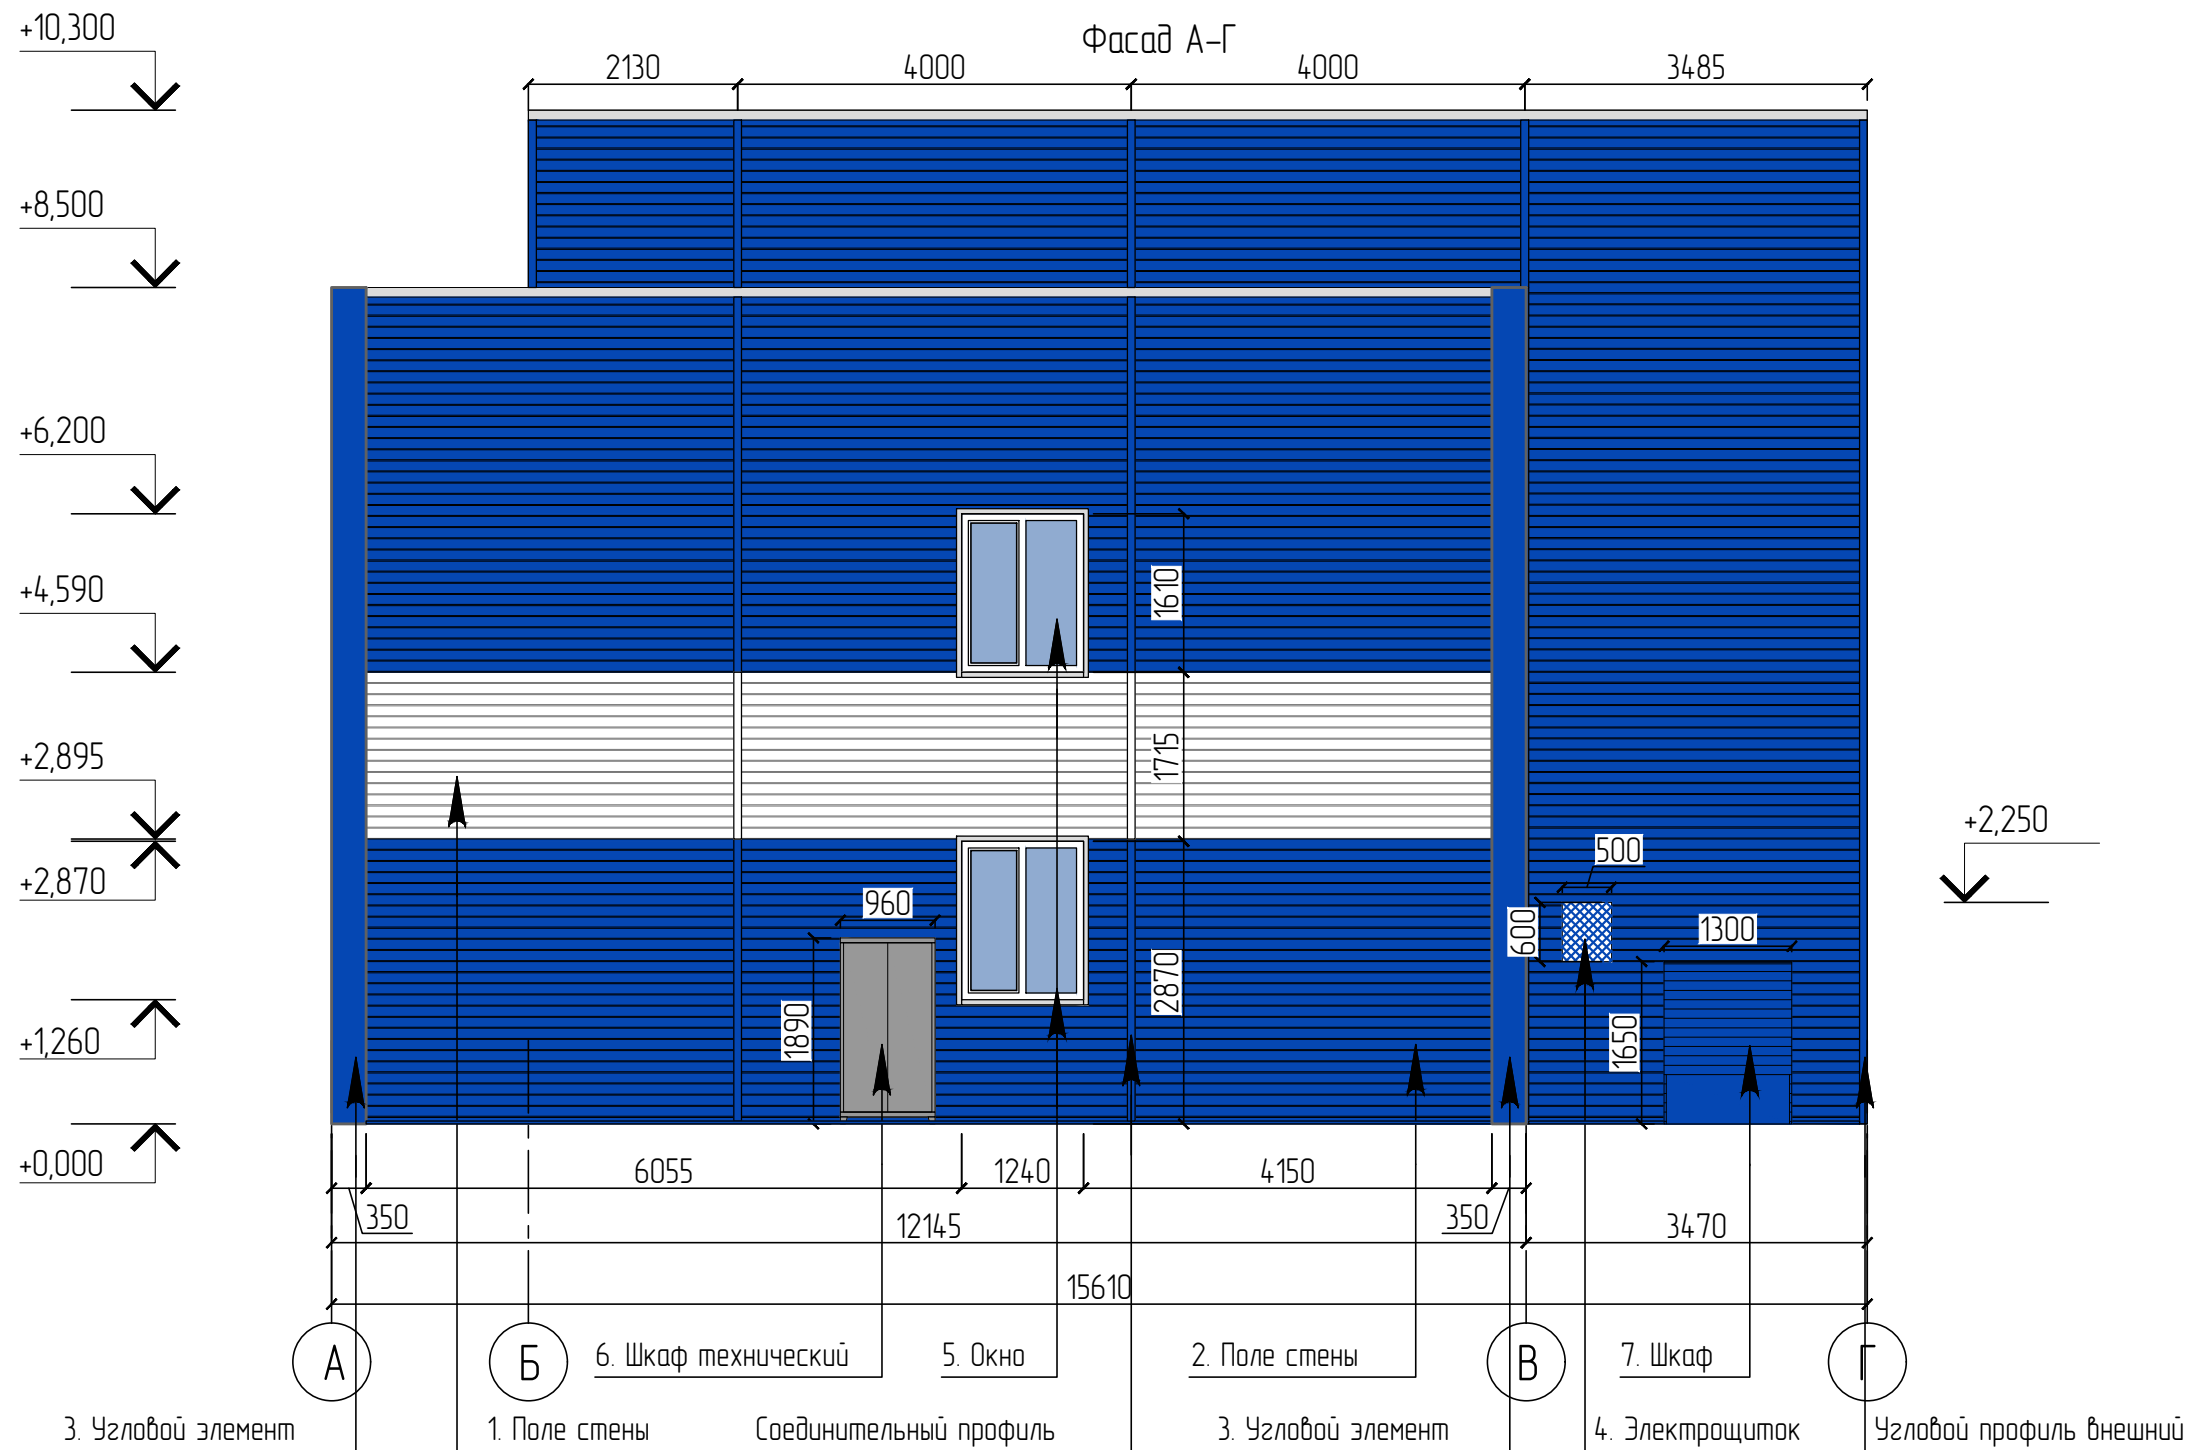 Фасад А-Г
+10,300
2130
4000
4000
3485
+8,500
+6,200
+4,590
1610
+2,895
1715
+2,250
+2,870
500
960
600
1300
2870
1890
1650
+1,260
+0,000
6055
1240
4150
350
12145
350
3470
15610
А
Б
6. Шкаф технический
5. Окно
2. Поле стены
В
7. Шкаф
Г
3. Угловой элемент
1. Поле стены
Соединительный профиль
3. Угловой элемент
4. Электрощиток
Угловой профиль внешний